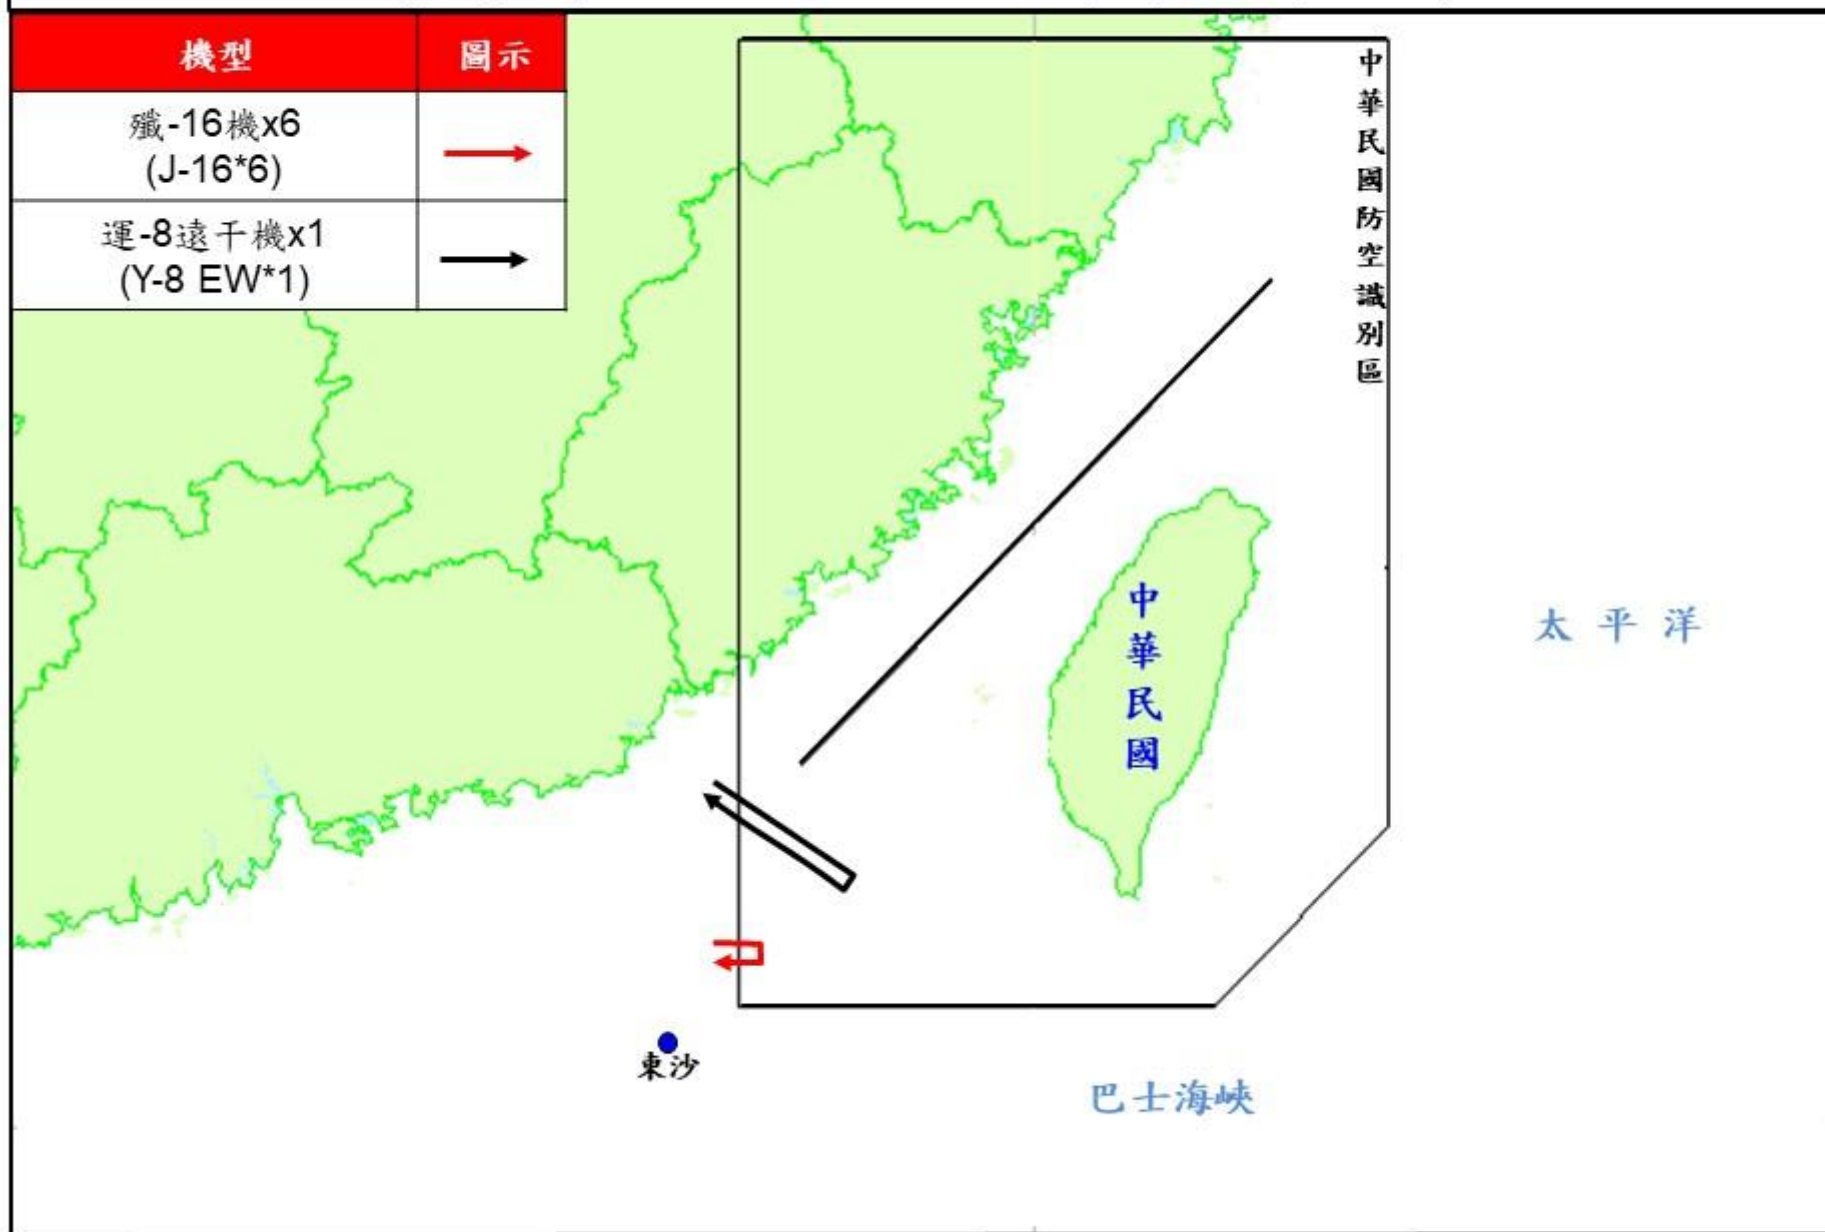 機型
圖示
殲-16機x6
(J-16*6)
運-8遠干機x1
(Y-8 EW*1)
中華民國防空識別區
中華民國
太平洋
東沙
巴士海峽